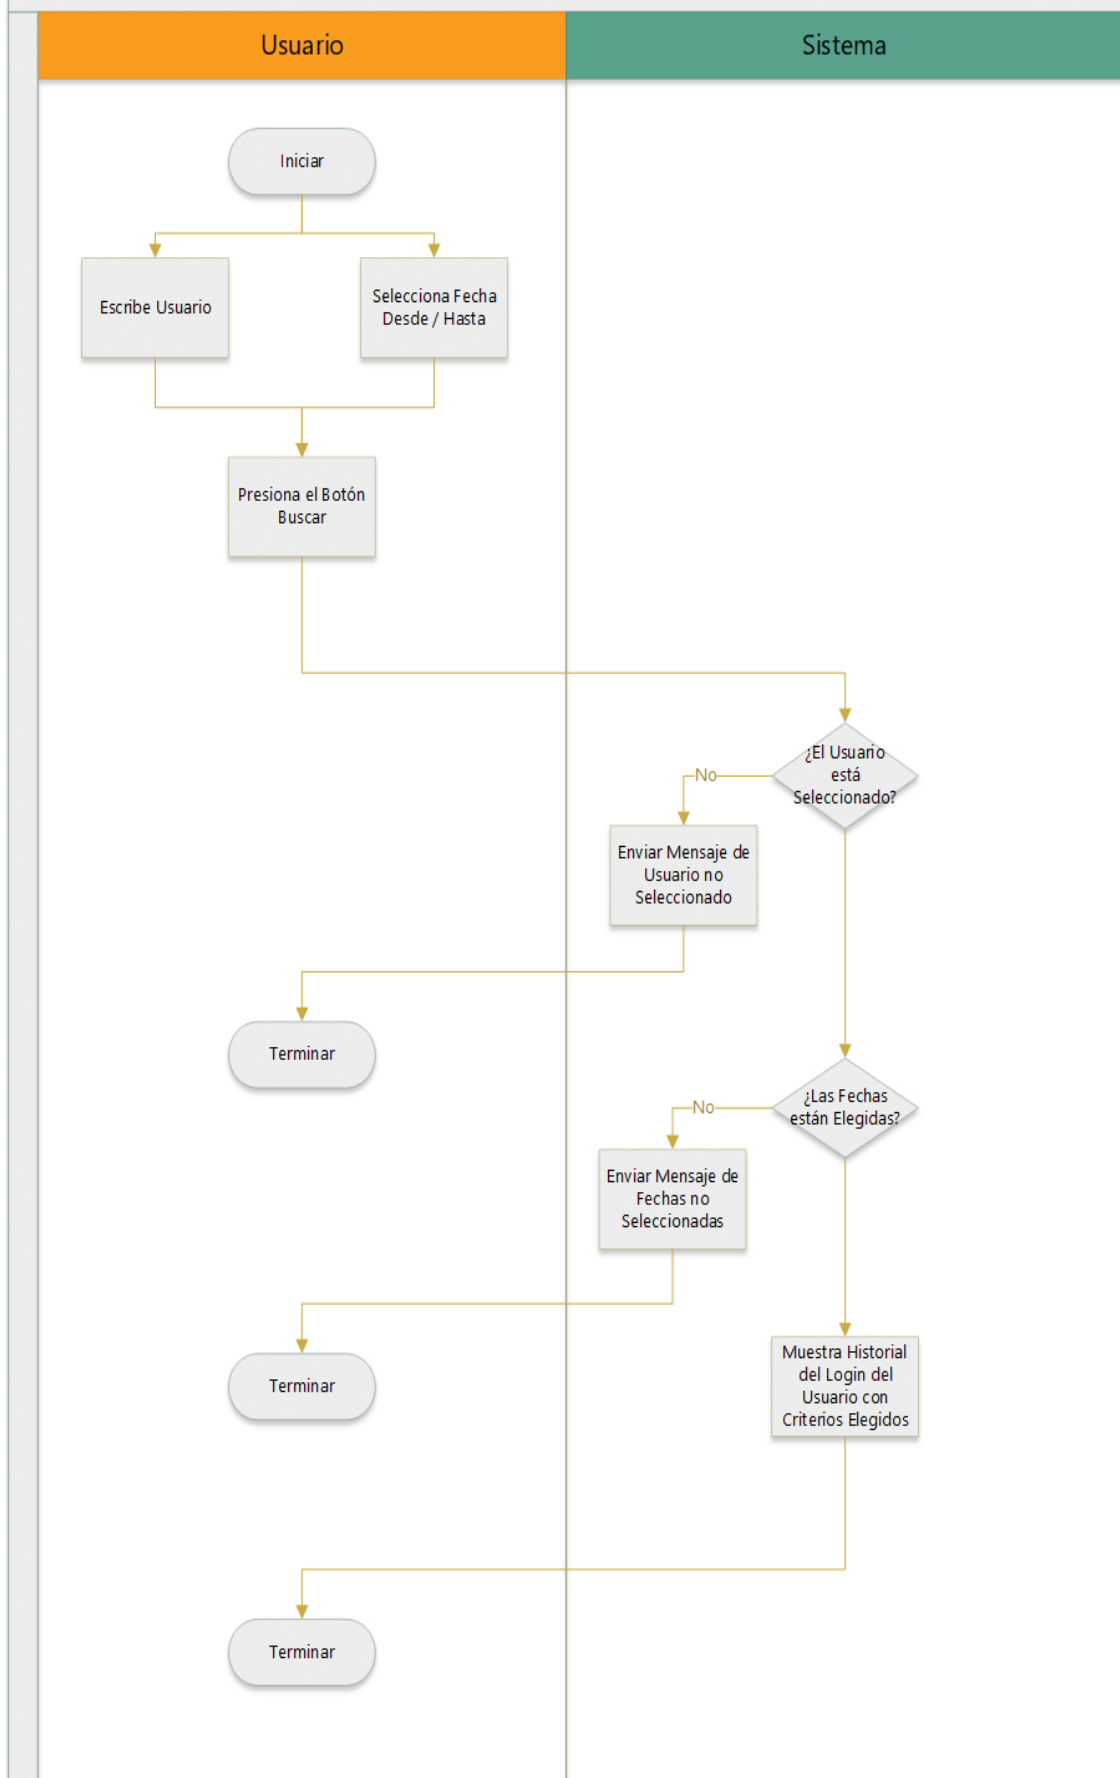 Usuario
Sistema
Iniciar
Escribe Usuario
Selecciona Fecha
Desde / Hasta
Presiona el Botón
Buscar
¿El Usuario
está
Seleccionado?
No
Enviar Mensaje de
Usuario no
Seleccionado
Terminar
¿Las Fechas
están Elegidas?
No
Enviar Mensaje de
Fechas no
Seleccionadas
Terminar
Muestra Historial
del Login del
Usuario con
Criterios Elegidos
Terminar